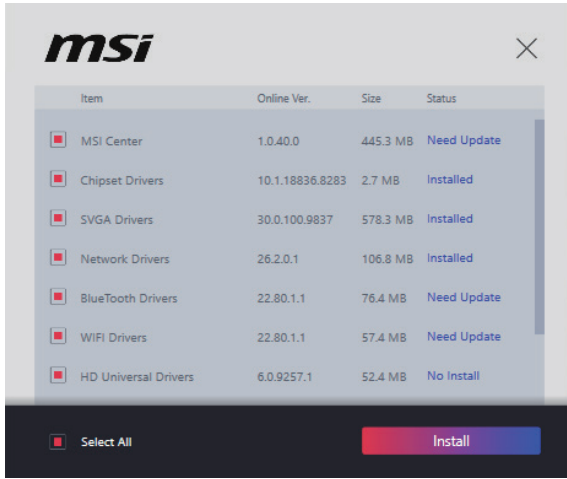 msi
Item Online Ver. Size Status
MSI Center 1.0.40.0 445.3 MB Need Update
Chipset Drivers 10.1.18836.8283 2.7 MB Installed
SVGA Drivers 30.0.100.9837 578.3 MB Installed
Network Drivers 26.2.0.1 106.8 MB Installed
BlueTooth Drivers 22.80.1.1 76.4 MB Need Update
WIFI Drivers 22.80.1.1 57.4 MB Need Update
HD Universal Drivers 6.0.9257.1 52.4 MB No Install
Select All Install